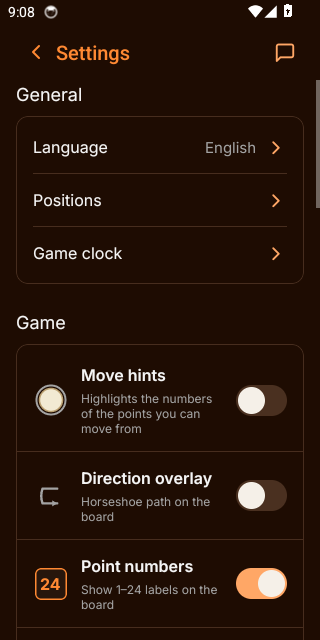 9:08
Settings
General
Language English
Positions
Game clock
Game
Move hints
Highlights the numbers
of the points you can
move from
Direction overlay
Horseshoe path on the
board
24
Point numbers
Show 1–24 labels on the
board